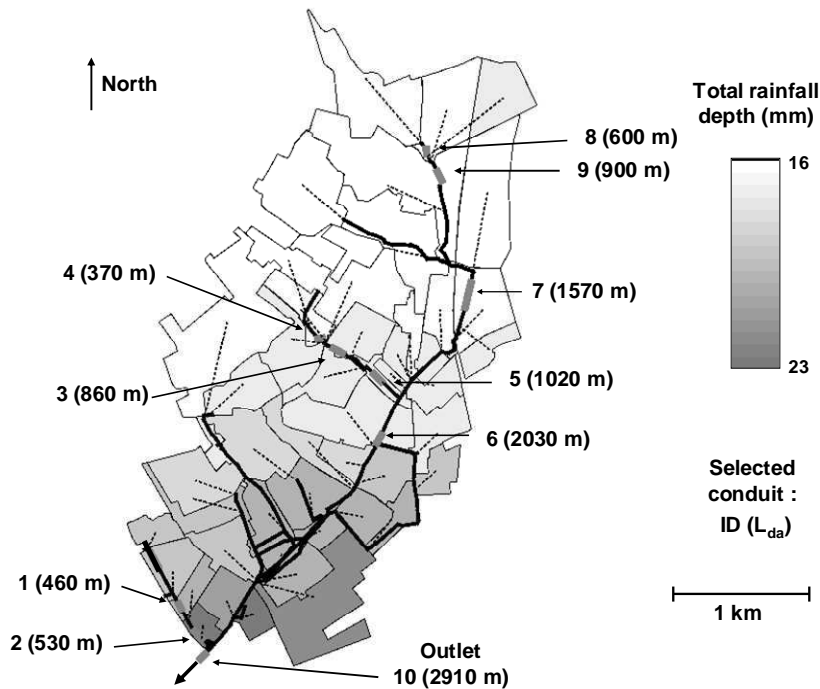 North
Total rainfall
depth (mm)
16
23
8 (600 m)
9 (900 m)
4 (370 m)
7 (1570 m)
3 (860 m)
5 (1020 m)
6 (2030 m)
Selected
conduit :
ID (Lda)
1 (460 m)
1 km
2 (530 m)
Outlet
10 (2910 m)